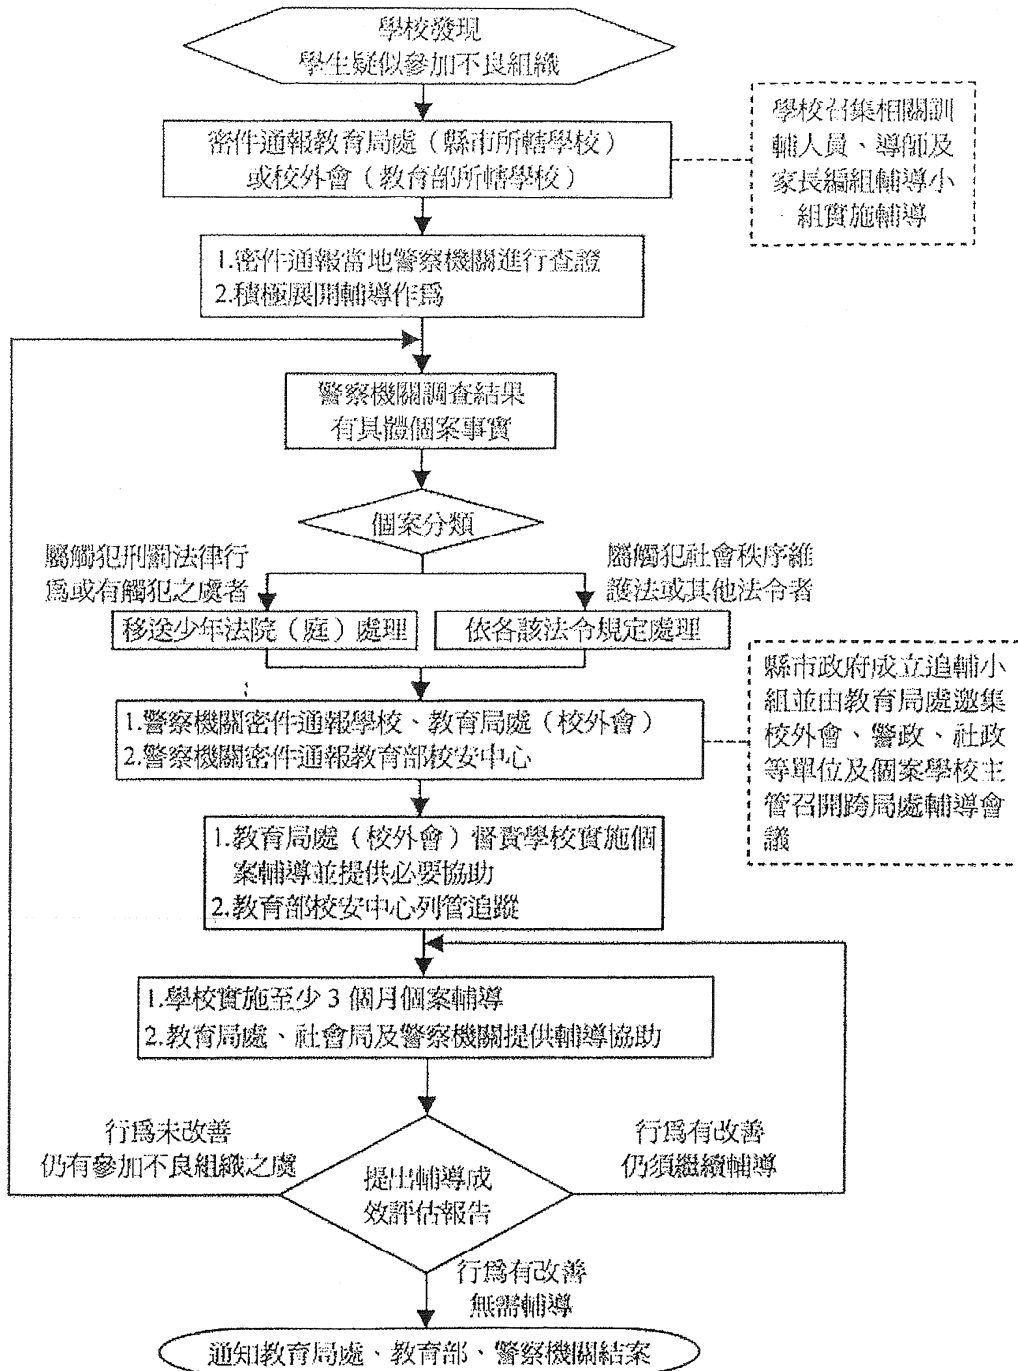 學校發現
學生疑似參加不良組織
密件通報教育局處（縣市所轄學校）
或校外會（教育部所轄學校）
學校召集相關訓
輔人員、導師及
家長編組輔導小
組實施輔導
1.密件通報當地警察機關進行查證
2.積極展開輔導作為
警察機關調查結果
有具體個案事實
個案分類
屬觸犯刑罰法律行
為或有觸犯之虞者
屬觸犯社會秩序維
護法或其他法令者
移送少年法院（庭）處理
依各該法令規定處理
1.警察機關密件通報學校、教育局處（校外會）
2.警察機關密件通報教育部校安中心
縣市政府成立追輔小
組並由教育局處邀集
校外會、警政、社政
等單位及個案學校主
管召開跨局處輔導會
議
1.教育局處（校外會）督責學校實施個
案輔導並提供必要協助
2.教育部校安中心列管追蹤
1.學校實施至少 3 個月個案輔導
2.教育局處、社會局及警察機關提供輔導協助
行為未改善
仍有參加不良組織之虞
行為有改善
仍須繼續輔導
提出輔導成
效評估報告
行為有改善
無需輔導
通知教育局處、教育部、警察機關結案